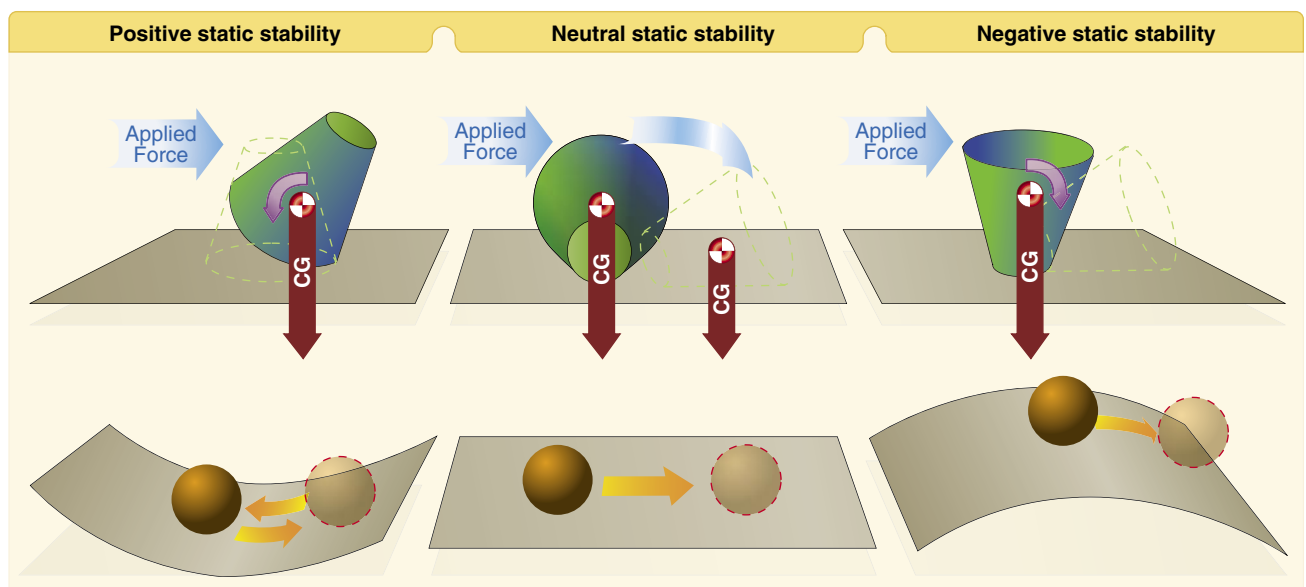 Positive static stability
Neutral static stability
Negative static stability
Applied
Force
Applied
Force
Applied
Force
CG
CG
CG
CG